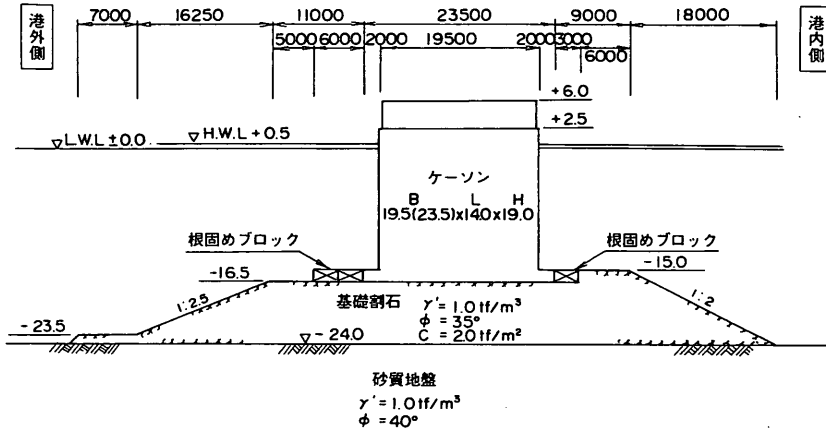 港外側
7000 16250 11000 23500 9000 18000
港内側
5000 6000 2000 19500 2000 3000
6000
+6.0
+2.5
L.W.L ±0.0
H.W.L + 0.5
ケーソン
B L H
19.5(23.5)x14.0x19.0
根固めブロック
根固めブロック
-16.5
-15.0
1:2.5
基礎割石
γ' = 1.0 tf/m³
φ = 35°
C = 2.0 tf/m²
1:2
- 23.5
- 24.0
砂質地盤
γ' = 1.0 tf/m³
φ = 40°